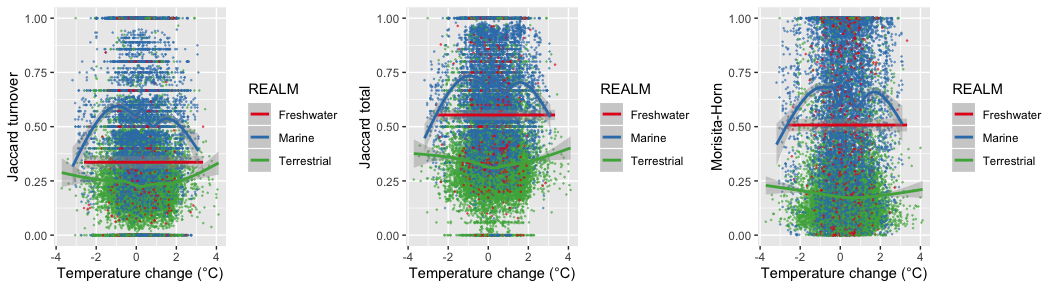 Jaccard turnover
1.00
0.75
0.50
0.25
0.00
-4
-2
0
2
4
Temperature change (°C)
REALM
Freshwater
Marine
Terrestrial
Jaccard total
1.00
0.75
0.50
0.25
0.00
-4
-2
0
2
4
Temperature change (°C)
REALM
Freshwater
Marine
Terrestrial
Morisita-Horn
1.00
0.75
0.50
0.25
0.00
-4
-2
0
2
4
Temperature change (°C)
REALM
Freshwater
Marine
Terrestrial